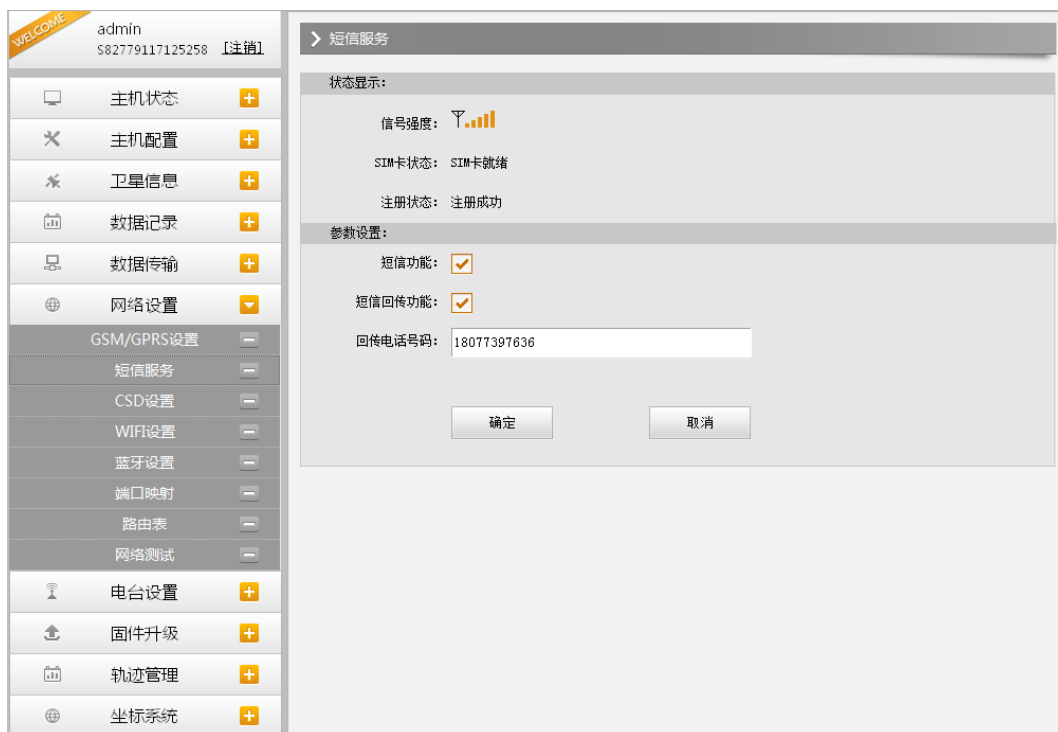 WELCOME
admin
S82779117125258 [注销]
主机状态
主机配置
卫星信息
数据记录
数据传输
网络设置
GSM/GPRS设置
短信服务
CSD设置
WIFI设置
蓝牙设置
端口映射
路由表
网络测试
电台设置
固件升级
轨迹管理
坐标系统
短信服务
状态显示：
信号强度：
SIM卡状态： SIM卡就绪
注册状态： 注册成功
参数设置：
短信功能：
短信回传功能：
回传电话号码： 18077397636
确定 取消